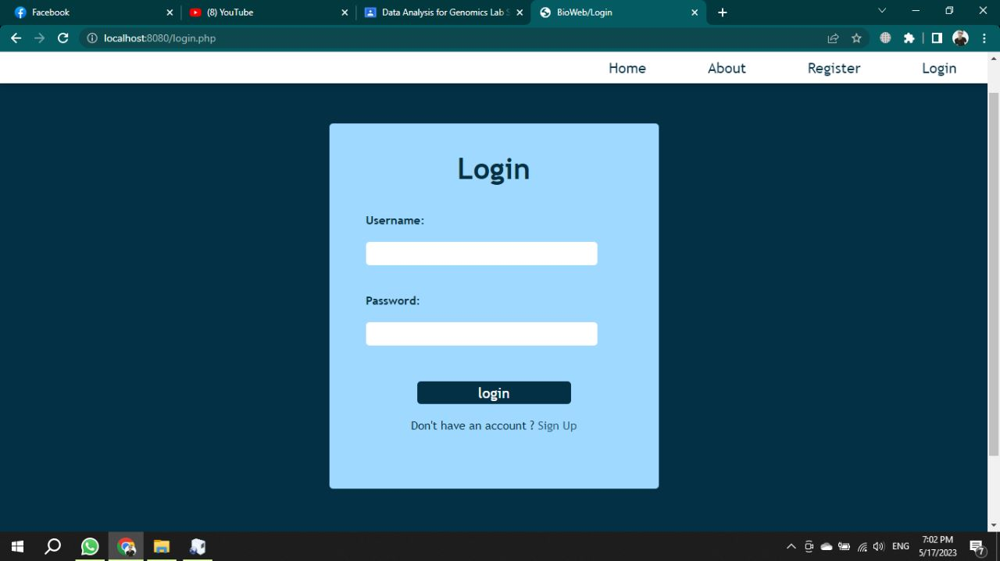 Facebook
(8) YouTube
Data Analysis for Genomics Lab S
BioWeb/Login
localhost:8080/login.php
Home
About
Register
Login
Login
Username:
Password:
login
Don't have an account ? Sign Up
ENG
7:02 PM
5/17/2023
7